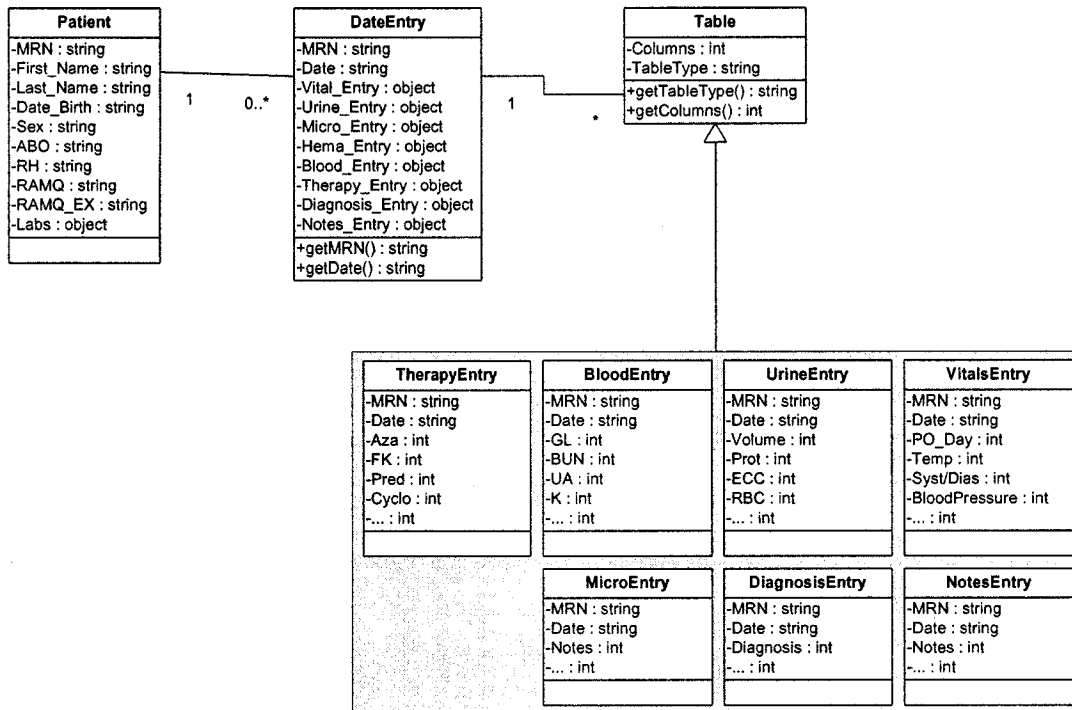 Patient
-MRN : string
-First_Name : string
-Last_Name : string
-Date_Birth : string
-Sex : string
-ABO : string
-RH : string
-RAMQ : string
-RAMQ_EX : string
-Labs : object
1
0..*
DateEntry
-MRN : string
-Date : string
-Vital_Entry : object
-Urine_Entry : object
-Micro_Entry : object
-Hema_Entry : object
-Blood_Entry : object
-Therapy_Entry : object
-Diagnosis_Entry : object
-Notes_Entry : object
+getMRN() : string
+getDate() : string
1
*
Table
-Columns : int
-TableType : string
+getTableType() : string
+getColumns() : int
TherapyEntry
-MRN : string
-Date : string
-Aza : int
-FK : int
-Pred : int
-Cyclo : int
-... : int
BloodEntry
-MRN : string
-Date : string
-GL : int
-BUN : int
-UA : int
-K : int
-... : int
UrineEntry
-MRN : string
-Date : string
-Volume : int
-Prot : int
-ECC : int
-RBC : int
-... : int
VitalsEntry
-MRN : string
-Date : string
-PO_Day : int
-Temp : int
-Syst/Dias : int
-BloodPressure : int
-... : int
MicroEntry
-MRN : string
-Date : string
-Notes : int
-... : int
DiagnosisEntry
-MRN : string
-Date : string
-Diagnosis : int
-... : int
NotesEntry
-MRN : string
-Date : string
-Notes : int
-... : int